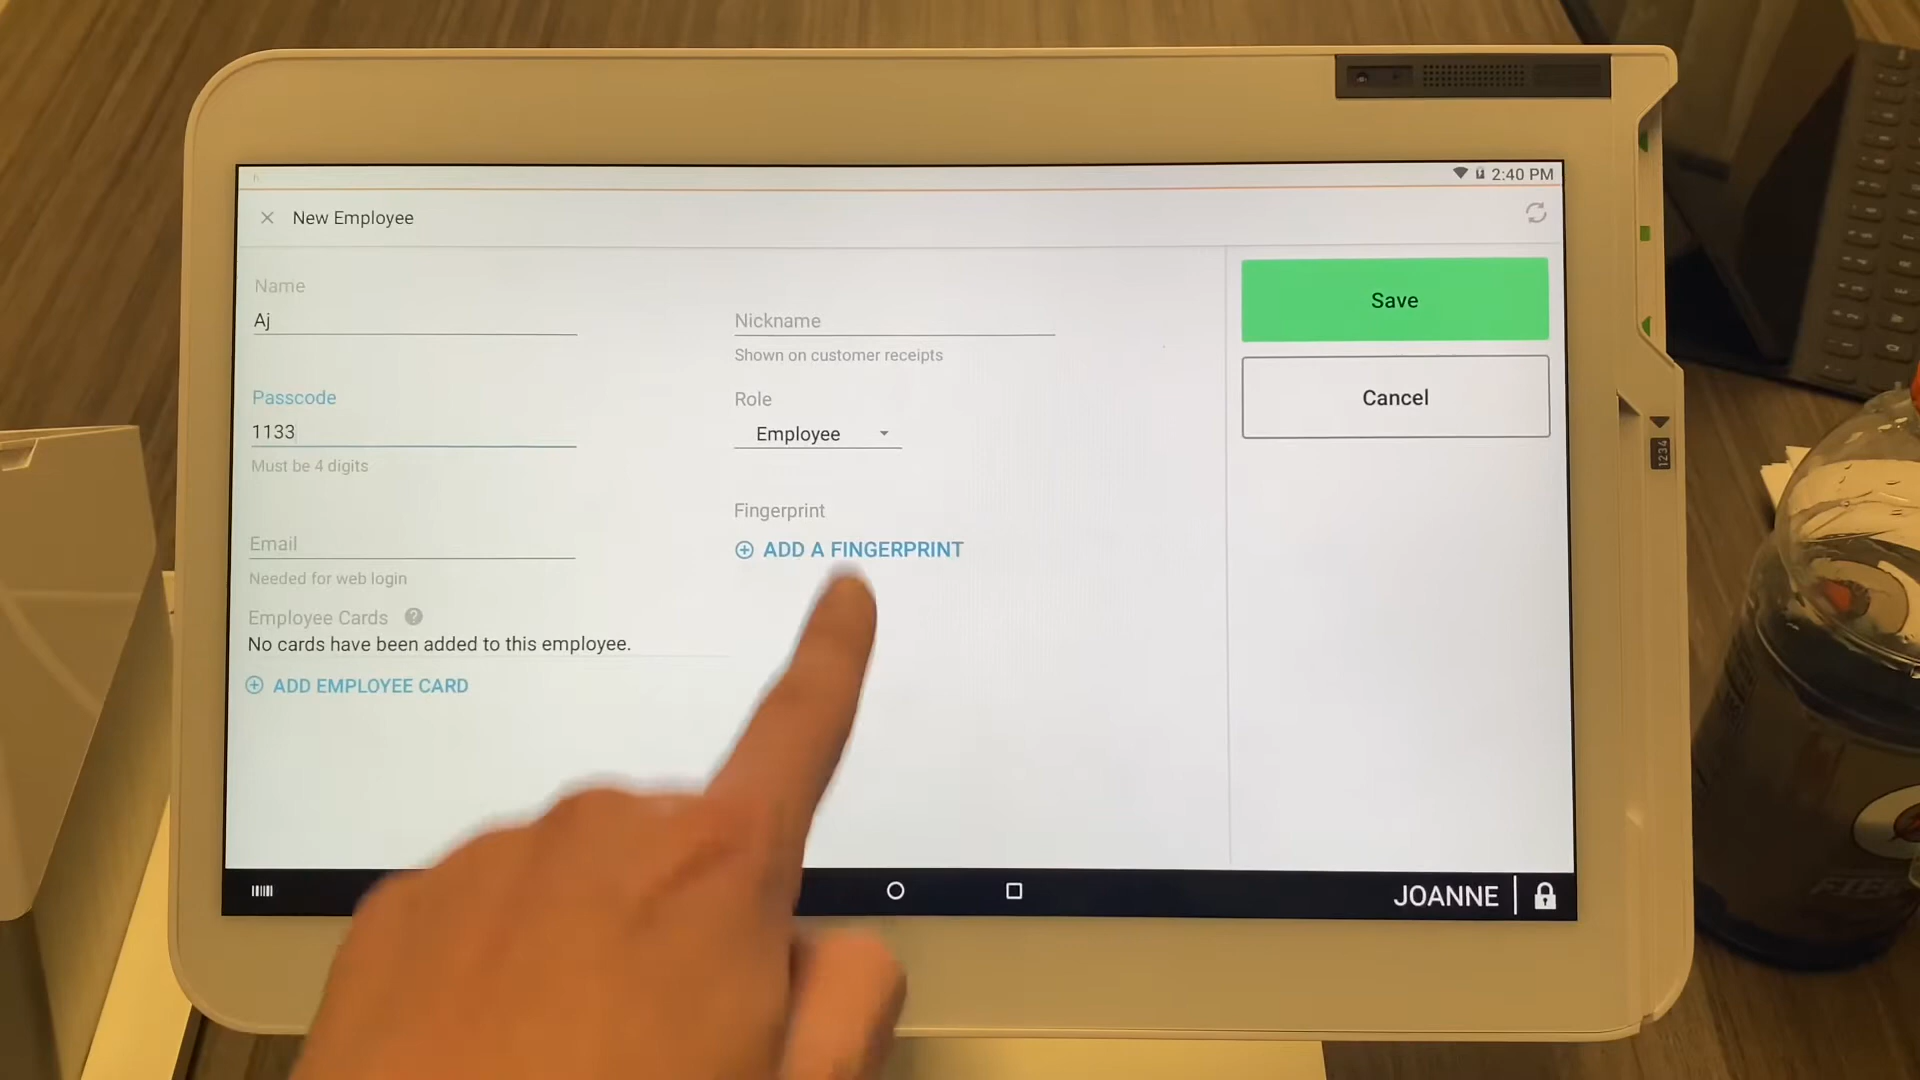 2:40 PM
New Employee
Save
Cancel
Name
Aj
Passcode
1133
Must be 4 digits
Email
Needed for web login
Employee Cards ?
No cards have been added to this employee.
ADD EMPLOYEE CARD
Nickname
Shown on customer receipts
Role
Employee
Fingerprint
ADD A FINGERPRINT
JOANNE
1234